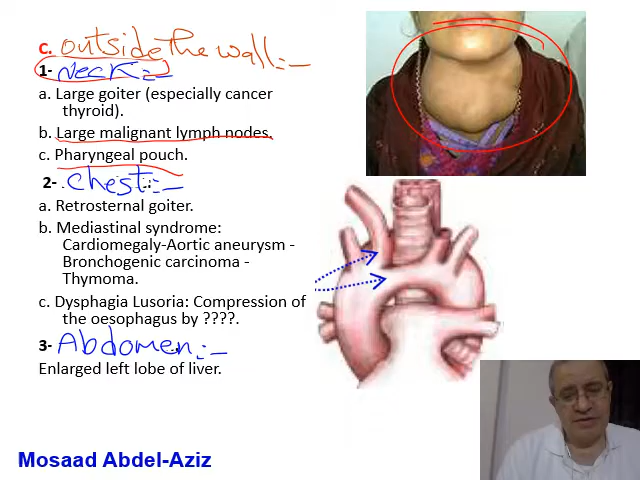 C. outside the wall:-
1- Neck:-
a. Large goiter (especially cancer
thyroid).
b. Large malignant lymph nodes.
c. Pharyngeal pouch.
2- Chest:-
a. Retrosternal goiter.
b. Mediastinal syndrome:
Cardiomegaly-Aortic aneurysm -
Bronchogenic carcinoma -
Thymoma.
c. Dysphagia Lusoria: Compression of
the oesophagus by ????.
3- Abdomen:-
Enlarged left lobe of liver.
Mosaad Abdel-Aziz